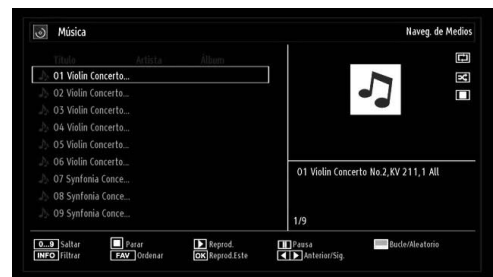 Música
Naveg. de Medios
Titulo Artista Álbum
01 Violin Concerto...
02 Violin Concerto...
03 Violin Concerto...
04 Violin Concerto...
05 Violin Concerto...
06 Violin Concerto...
07 Synfonia Conce...
08 Synfonia Conce...
09 Synfonia Conce...
01 Violin Concerto No.2,KV 211,1 All
1/9
0...9 Saltar Parar Reprod. Pausa Bucle/Aleatorio
INFO Filtrar FAV Ordenar OK Reprod.Este Anterior/Sig.